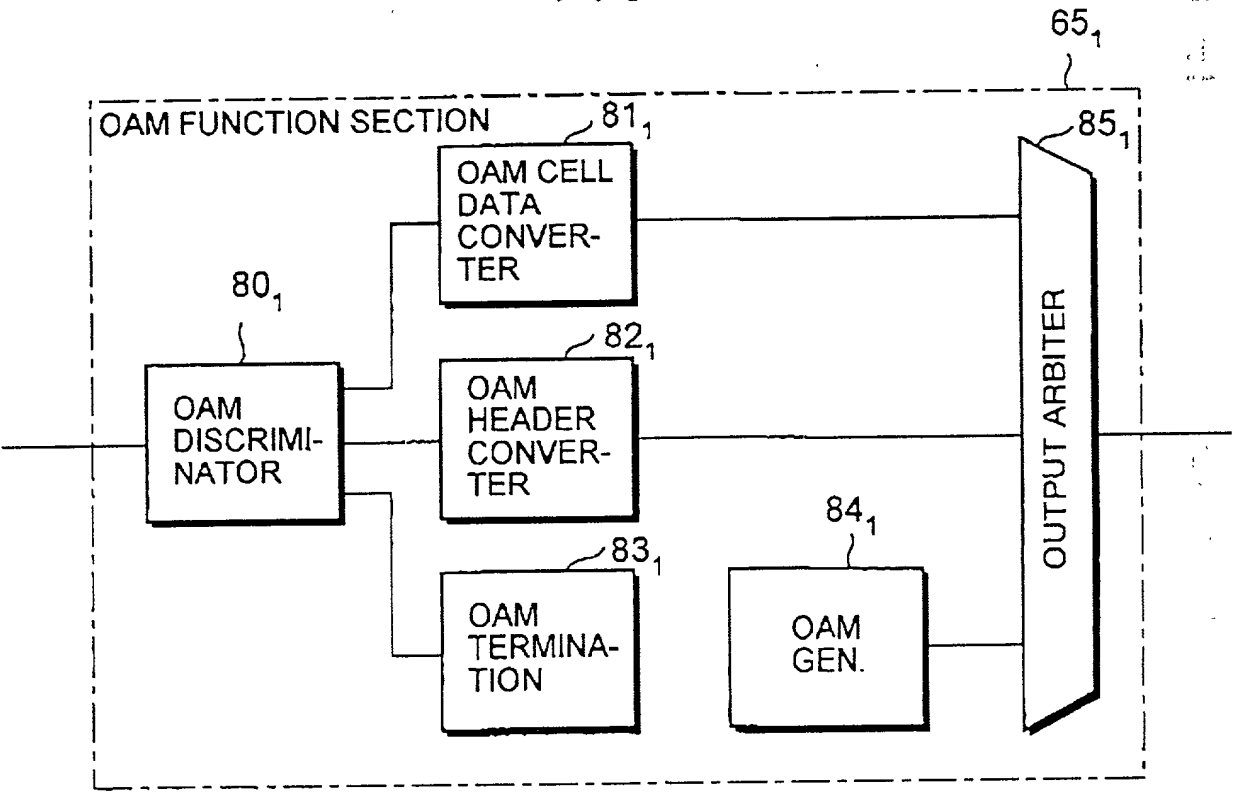 65₁
OAM FUNCTION SECTION
81₁
85₁
OAM CELL
DATA
CONVER-
TER
80₁
OAM
DISCRIMI-
NATOR
82₁
OAM
HEADER
CONVER-
TER
OUTPUT ARBITER
83₁
OAM
TERMINA-
TION
84₁
OAM
GEN.